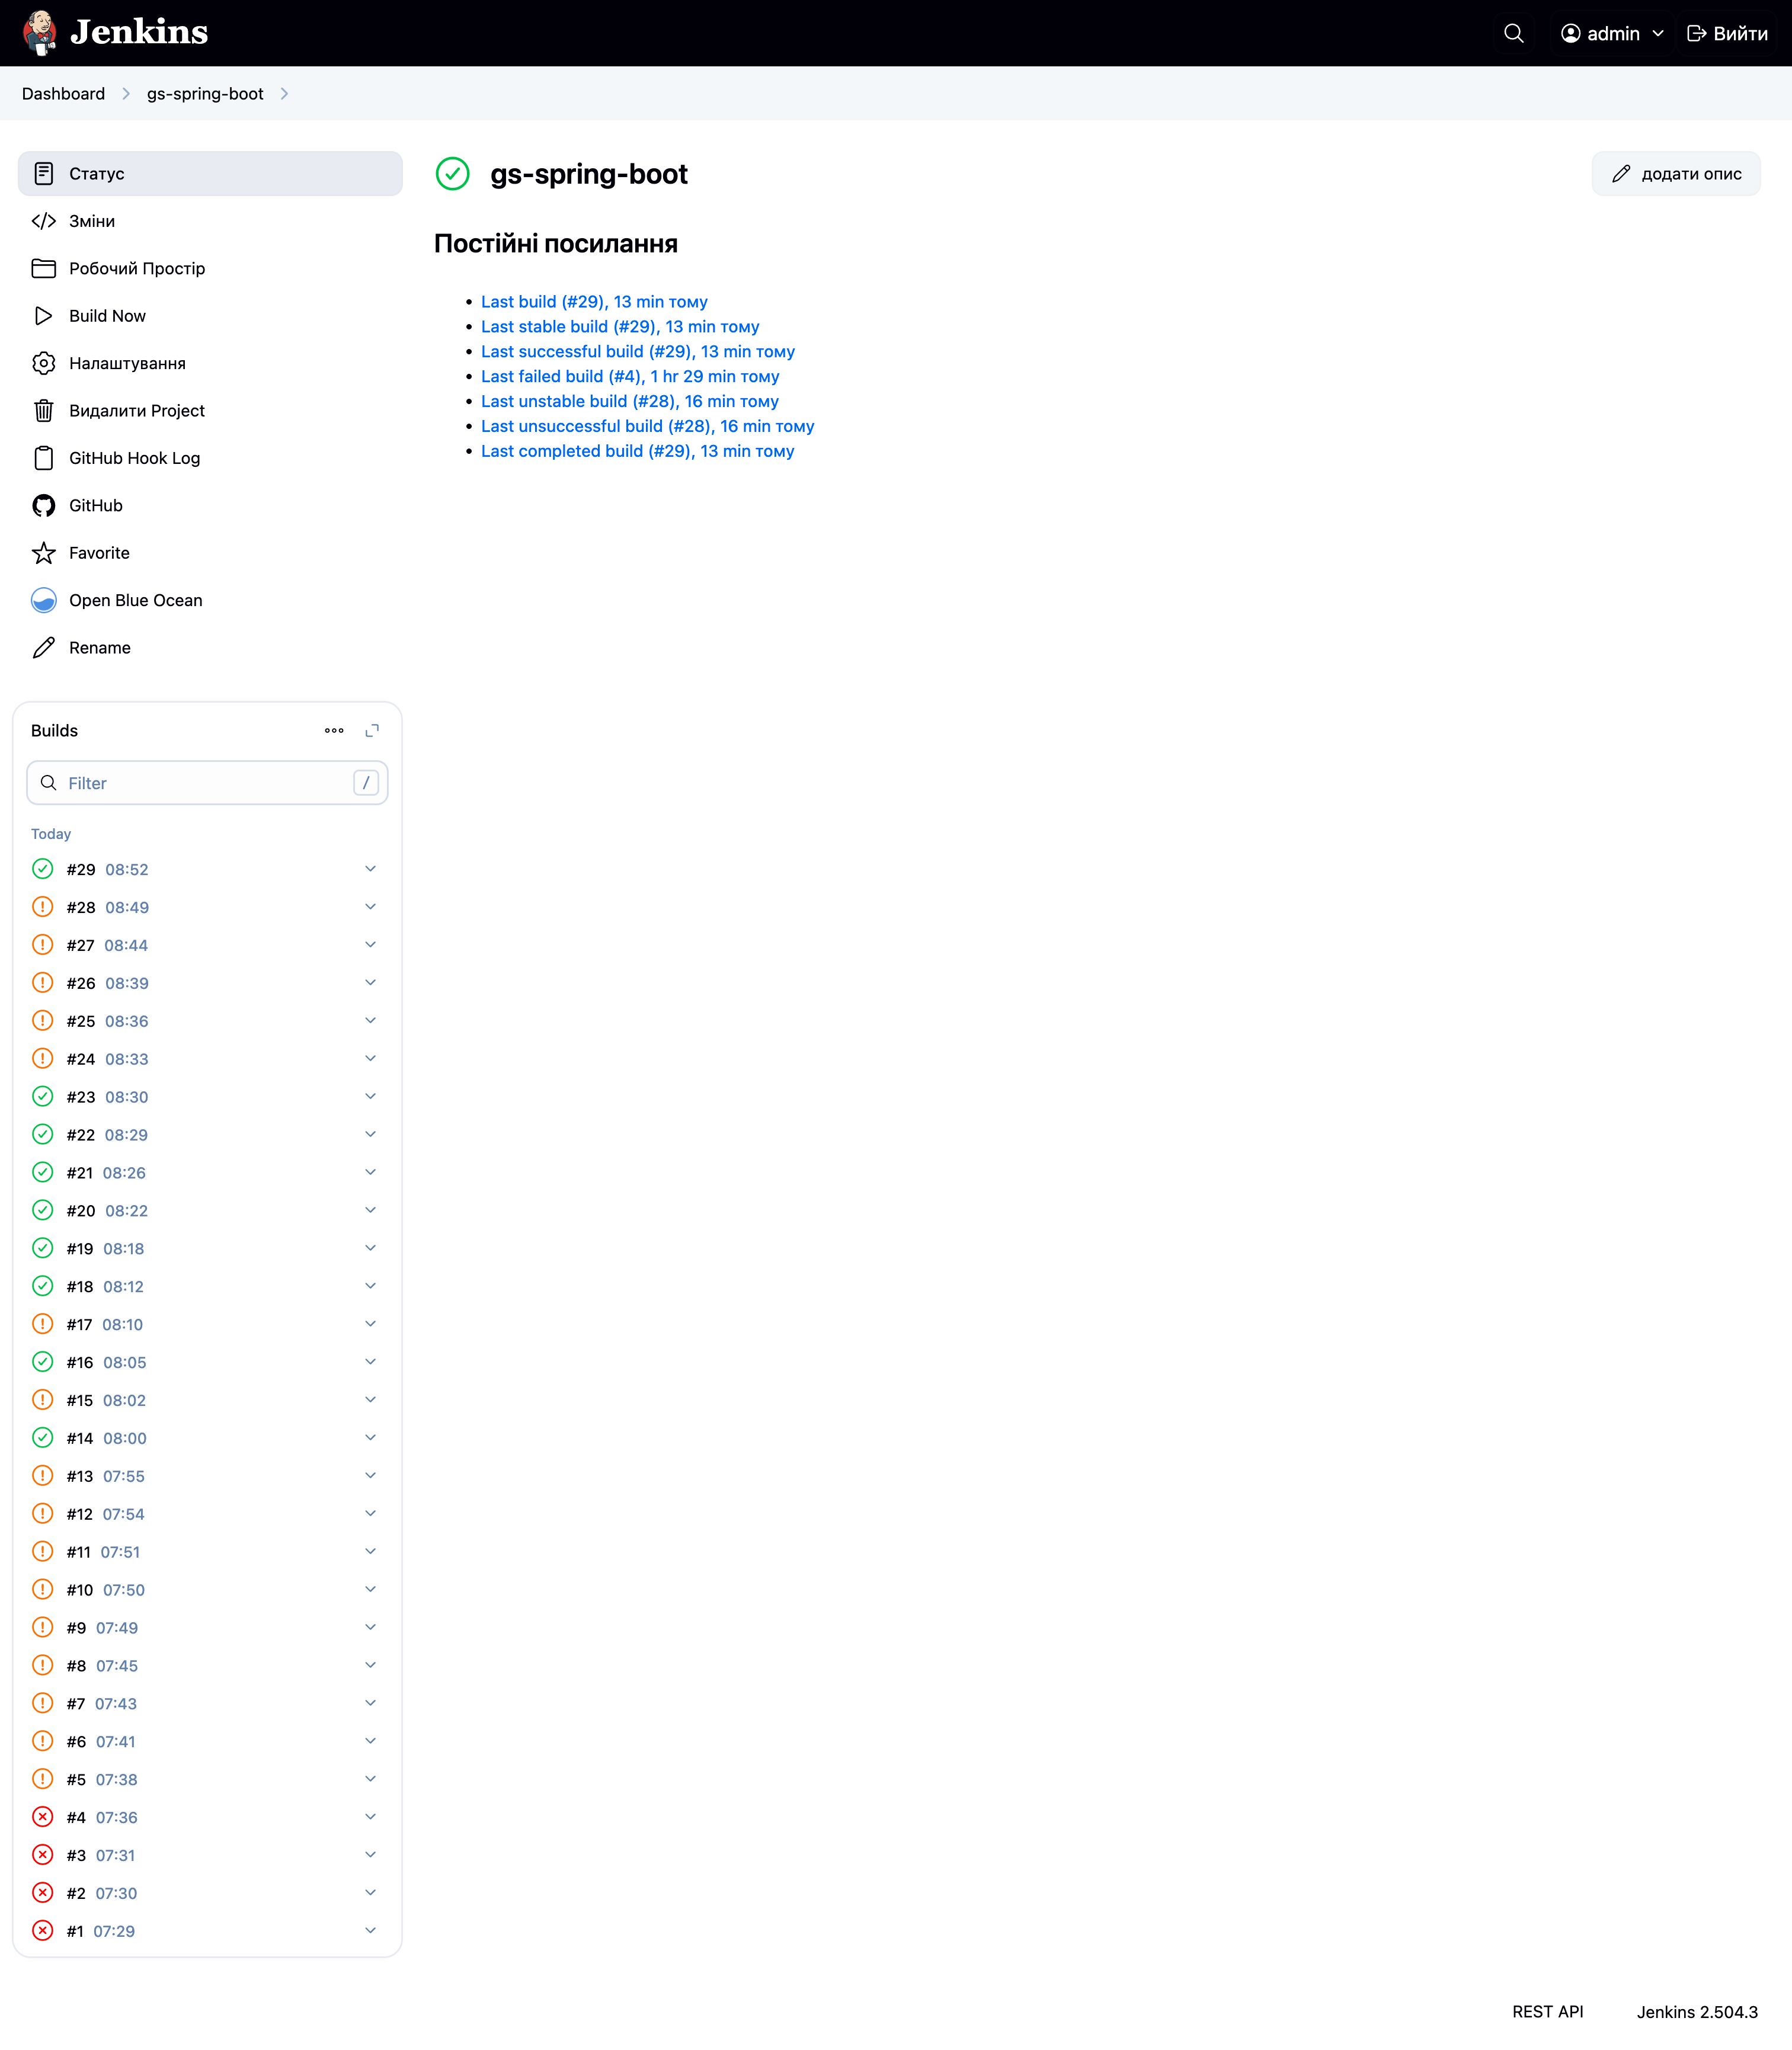 Jenkins
admin
Выйти
Dashboard
gs-spring-boot
Статус
Зміни
Робочий Простір
Build Now
Налаштування
Видалити Project
GitHub Hook Log
GitHub
Favorite
Open Blue Ocean
Rename
Builds
Filter /
Today
#29 08:52
#28 08:49
#27 08:44
#26 08:39
#25 08:36
#24 08:33
#23 08:30
#22 08:29
#21 08:26
#20 08:22
#19 08:18
#18 08:12
#17 08:10
#16 08:05
#15 08:02
#14 08:00
#13 07:55
#12 07:54
#11 07:51
#10 07:50
#9 07:49
#8 07:45
#7 07:43
#6 07:41
#5 07:38
#4 07:36
#3 07:31
#2 07:30
#1 07:29
gs-spring-boot
додати опис
Постійні посилання
Last build (#29), 13 min тому
Last stable build (#29), 13 min тому
Last successful build (#29), 13 min тому
Last failed build (#4), 1 hr 29 min тому
Last unstable build (#28), 16 min тому
Last unsuccessful build (#28), 16 min тому
Last completed build (#29), 13 min тому
REST API
Jenkins 2.504.3